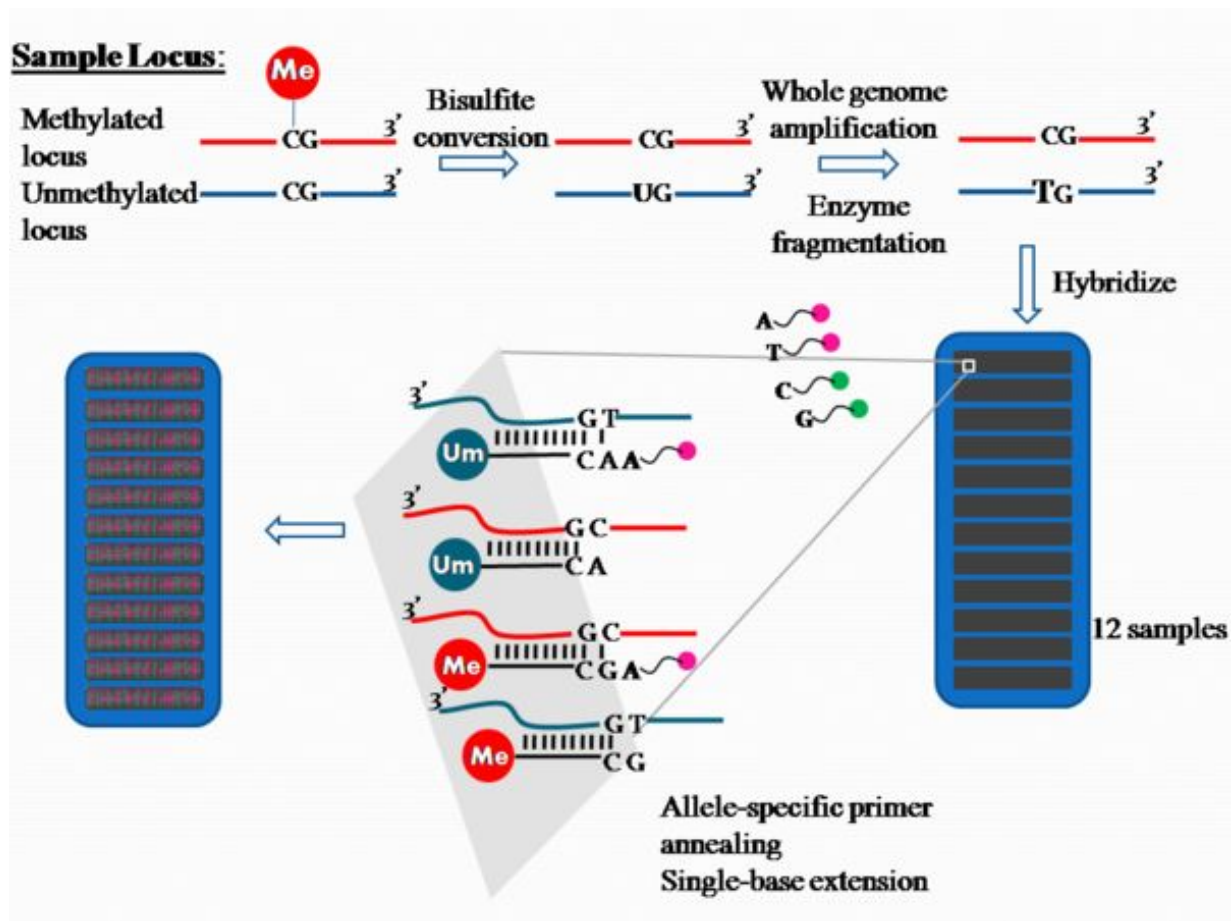 Sample Locus:
Me
Methylated
locus
CG
3’
Unmethylated
locus
CG
3’
Bisulfite
conversion
CG
3’
UG
3’
Whole genome
amplification
Enzyme
fragmentation
CG
3’
TG
3’
Hybridize
A
T
C
G
3’
GT
Um
CAA
3’
GC
Um
CA
3’
GC
Me
CGA
3’
GT
Me
CG
12 samples
Allele-specific primer
annealing
Single-base extension